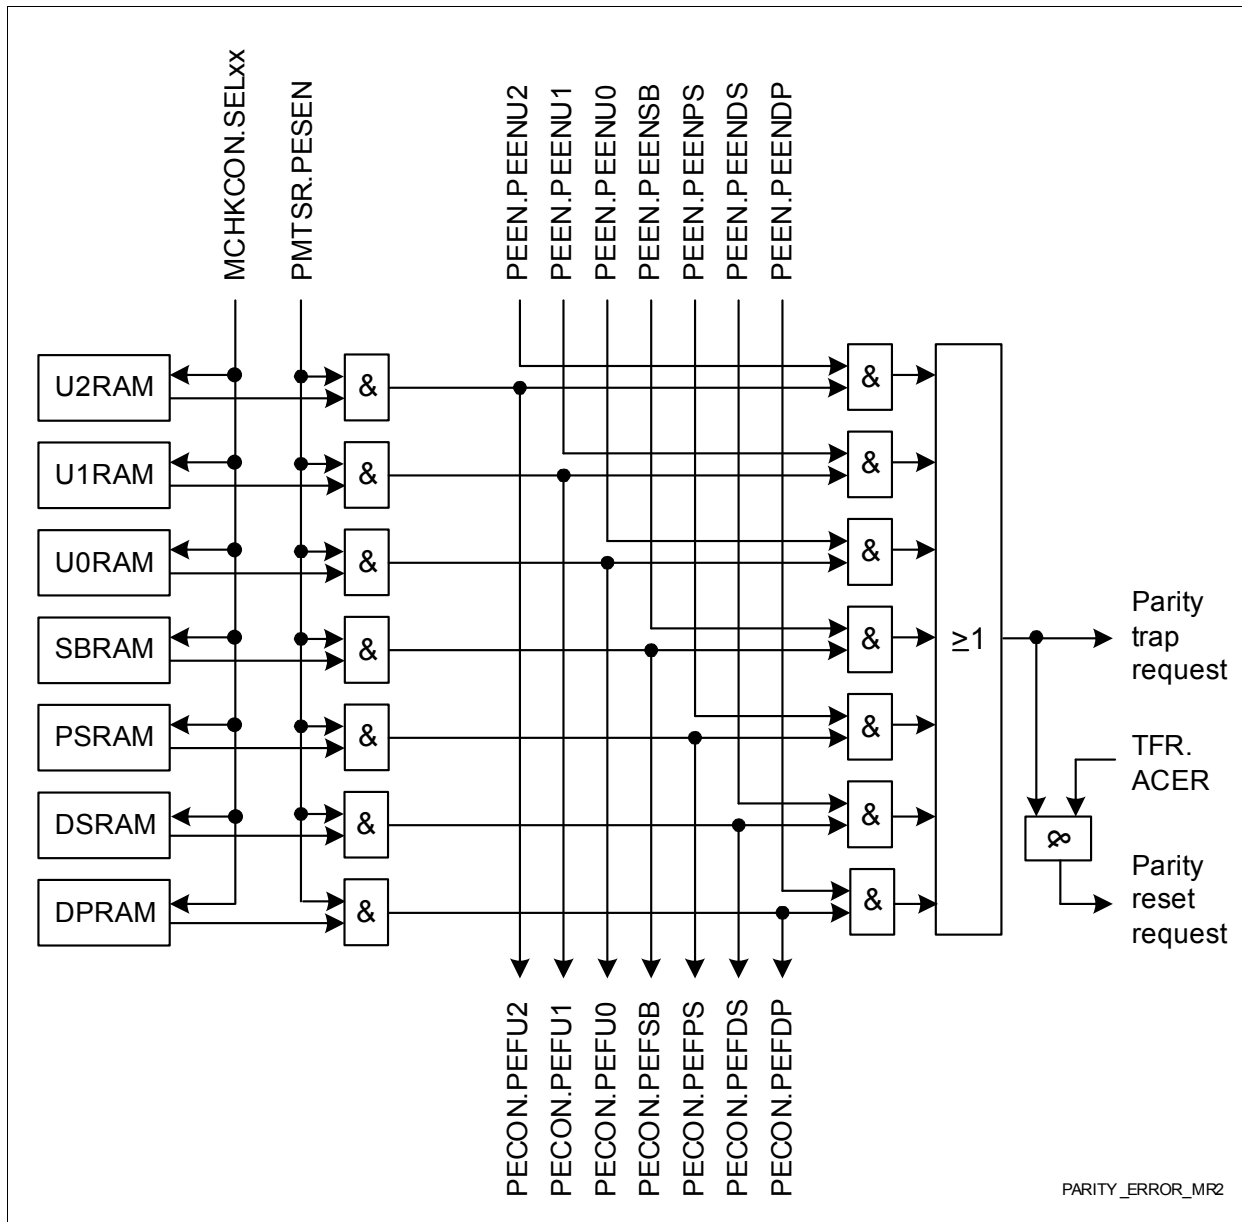 MCHKCON.SELxx
PMTSR.PESEN
PEEN.PEENU2
PEEN.PEENU1
PEEN.PEENU0
PEEN.PEENSB
PEEN.PEENPS
PEEN.PEENDS
PEEN.PEENDP
U2RAM
&
&
U1RAM
&
&
U0RAM
&
&
SBRAM
&
&
≥1
PSRAM
&
&
DSRAM
&
&
DPRAM
&
&
Parity
trap
request
TFR.
ACER
&
Parity
reset
request
PECON.PEFU2
PECON.PEFU1
PECON.PEFU0
PECON.PEFSB
PECON.PEFPS
PECON.PEFDS
PECON.PEFDP
PARITY_ERROR_MR2